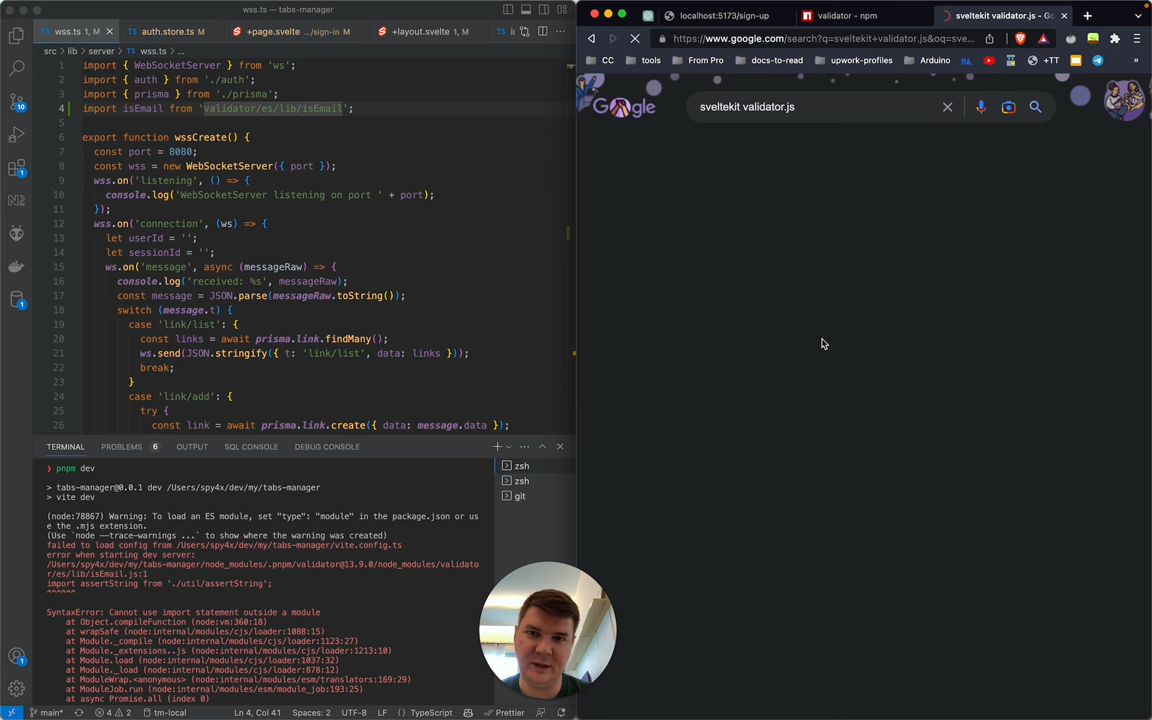 wss.ts — tabs-manager
wss.ts 1, M
auth.store.ts M
+page.svelte .../sign-in M
+layout.svelte 1, M
src > lib > server > wss.ts > ...
1 import { WebSocketServer } from 'ws';
2 import { auth } from './auth';
3 import { prisma } from './prisma';
4 import isEmail from 'validator/es/lib/isEmail';
5
6 export function wssCreate() {
7 const port = 8080;
8 const wss = new WebSocketServer({ port });
9 wss.on('listening', () => {
10 console.log('WebSocketServer listening on port ' + port);
11 });
12 wss.on('connection', (ws) => {
13 let userId = '';
14 let sessionId = '';
15 ws.on('message', async (messageRaw) => {
16 console.log('received: %s', messageRaw);
17 const message = JSON.parse(messageRaw.toString());
18 switch (message.t) {
19 case 'link/list': {
20 const links = await prisma.link.findMany();
21 ws.send(JSON.stringify({ t: 'link/list', data: links }));
22 break;
23 }
24 case 'link/add': {
25 try {
26 const link = await prisma.link.create({ data: message.data });
TERMINAL PROBLEMS 6 OUTPUT SQL CONSOLE DEBUG CONSOLE
zsh
zsh
git
❯ pnpm dev
> tabs-manager@0.0.1 dev /Users/spy4x/dev/my/tabs-manager
> vite dev
(node:78867) Warning: To load an ES module, set "type": "module" in the package.json or us
e the .mjs extension.
(Use `node --trace-warnings ...` to show where the warning was created)
failed to load config from /Users/spy4x/dev/my/tabs-manager/vite.config.ts
error when starting dev server:
/Users/spy4x/dev/my/tabs-manager/node_modules/.pnpm/validator@13.9.0/node_modules/validat
or/es/lib/isEmail.js:1
import assertString from './util/assertString';
^^^^^^
SyntaxError: Cannot use import statement outside a module
at Object.compileFunction (node:vm:360:18)
at wrapSafe (node:internal/modules/cjs/loader:1088:15)
at Module._compile (node:internal/modules/cjs/loader:1123:27)
at Module._extensions..js (node:internal/modules/cjs/loader:1213:10)
at Module.load (node:internal/modules/cjs/loader:1037:32)
at Module._load (node:internal/modules/cjs/loader:878:12)
at ModuleWrap.<anonymous> (node:internal/modules/esm/translators:169:29)
at ModuleJob.run (node:internal/modules/esm/module_job:193:25)
at async Promise.all (index 0)
main* 4 2 tm-local Ln 4, Col 41 Spaces: 2 UTF-8 LF {} TypeScript Prettier
10
1
1
1
localhost:5173/sign-up
validator - npm
sveltekit validator.js - Go
https://www.google.com/search?q=sveltekit+validator.js&oq=sve...
CC tools From Pro docs-to-read upwork-profiles Arduino +TT
Google
sveltekit validator.js